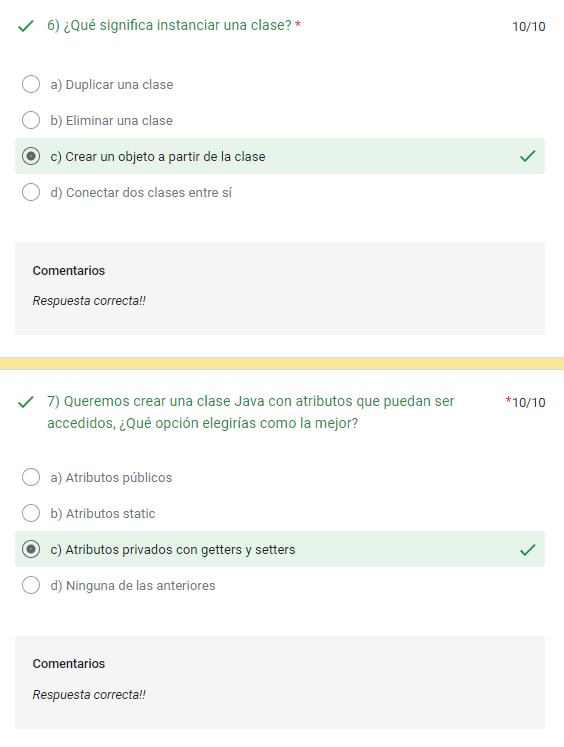 6) ¿Qué significa instanciar una clase? *
10/10
a) Duplicar una clase
b) Eliminar una clase
c) Crear un objeto a partir de la clase
d) Conectar dos clases entre sí
Comentarios
Respuesta correcta!!
7) Queremos crear una clase Java con atributos que puedan ser
*10/10
accedidos, ¿Qué opción elegirías como la mejor?
a) Atributos públicos
b) Atributos static
c) Atributos privados con getters y setters
d) Ninguna de las anteriores
Comentarios
Respuesta correcta!!